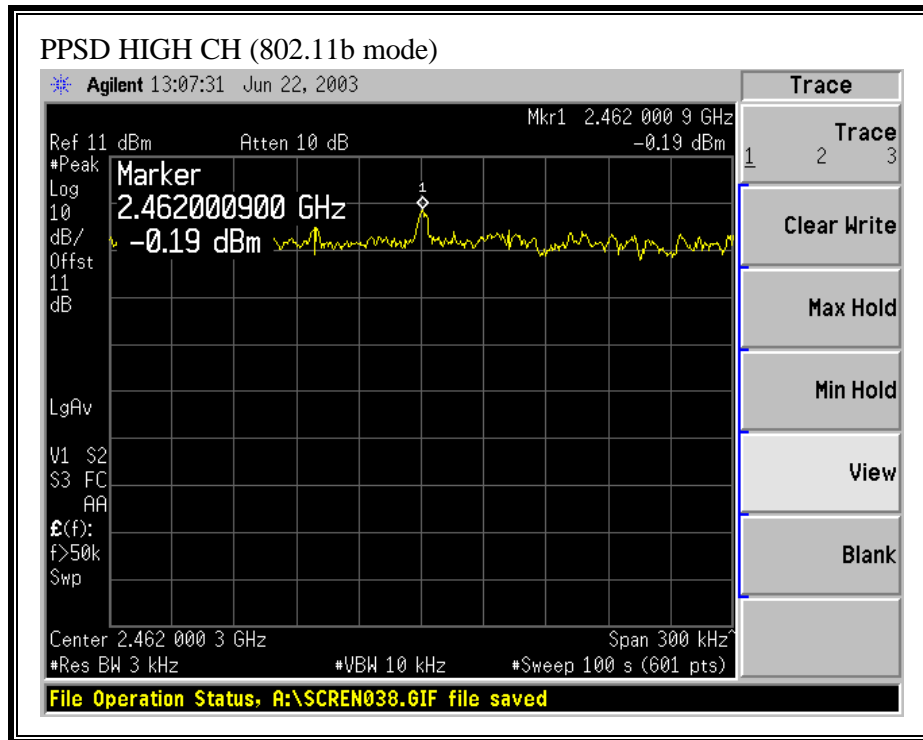 PPSD HIGH CH (802.11b mode)
Agilent 13:07:31 Jun 22, 2003
Trace
Mkr1 2.462 000 9 GHz
Ref 11 dBm Atten 10 dB -0.19 dBm
Trace
1 2 3
#Peak
Log
10
dB/
Offst
11
dB
Marker
2.462000900 GHz
-0.19 dBm
1
Clear Write
Max Hold
Min Hold
LgAv
View
V1 S2
S3 FC
AA
£(f):
f>50k
Swp
Blank
Center 2.462 000 3 GHz Span 300 kHz^
#Res BW 3 kHz #VBW 10 kHz #Sweep 100 s (601 pts)
File Operation Status, A:\SCREN038.GIF file saved